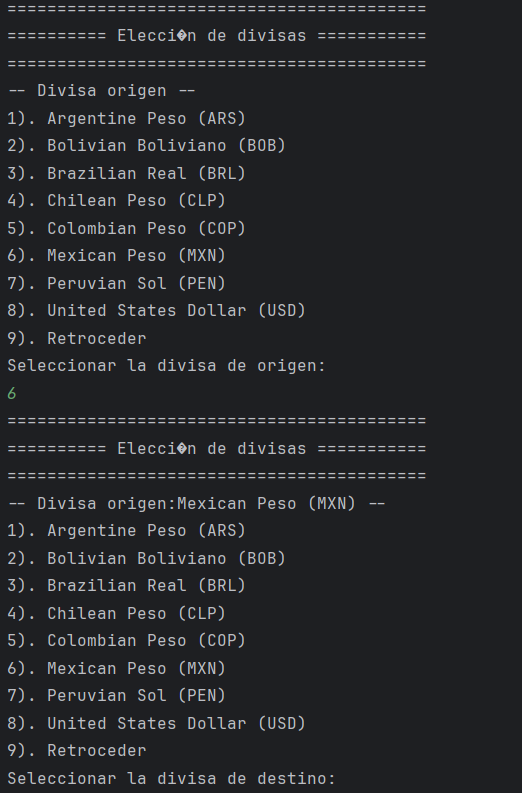 ==========================================
========== Elecci�n de divisas ===========
==========================================
-- Divisa origen --
1). Argentine Peso (ARS)
2). Bolivian Boliviano (BOB)
3). Brazilian Real (BRL)
4). Chilean Peso (CLP)
5). Colombian Peso (COP)
6). Mexican Peso (MXN)
7). Peruvian Sol (PEN)
8). United States Dollar (USD)
9). Retroceder
Seleccionar la divisa de origen:
6
==========================================
========== Elecci�n de divisas ===========
==========================================
-- Divisa origen:Mexican Peso (MXN) --
1). Argentine Peso (ARS)
2). Bolivian Boliviano (BOB)
3). Brazilian Real (BRL)
4). Chilean Peso (CLP)
5). Colombian Peso (COP)
6). Mexican Peso (MXN)
7). Peruvian Sol (PEN)
8). United States Dollar (USD)
9). Retroceder
Seleccionar la divisa de destino: